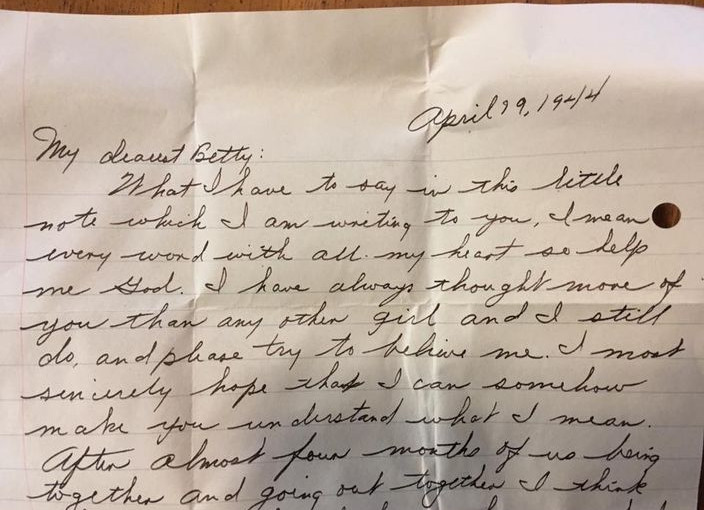 April 29, 1944
My dearest Betty:
What I have to say in this little
note which I am writing to you, I mean
every word with all my heart so help
me God. I have always thought more of
you than any other girl and I still
do, and please try to believe me. I most
sincerely hope that I can somehow
make you understand what I mean.
After almost four months of us being
together and going out together I think